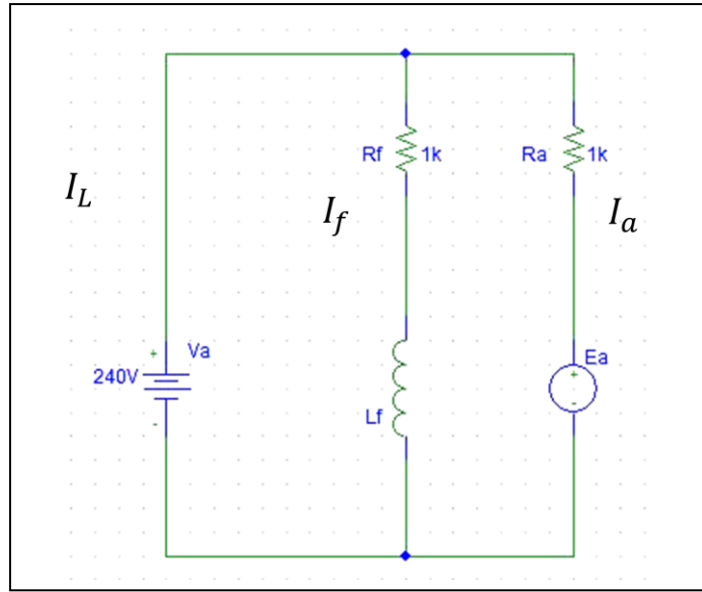 Rf 1k
Ra 1k
I_L
I_f
I_a
+
Va
240V
-
Lf
Ea
+
-